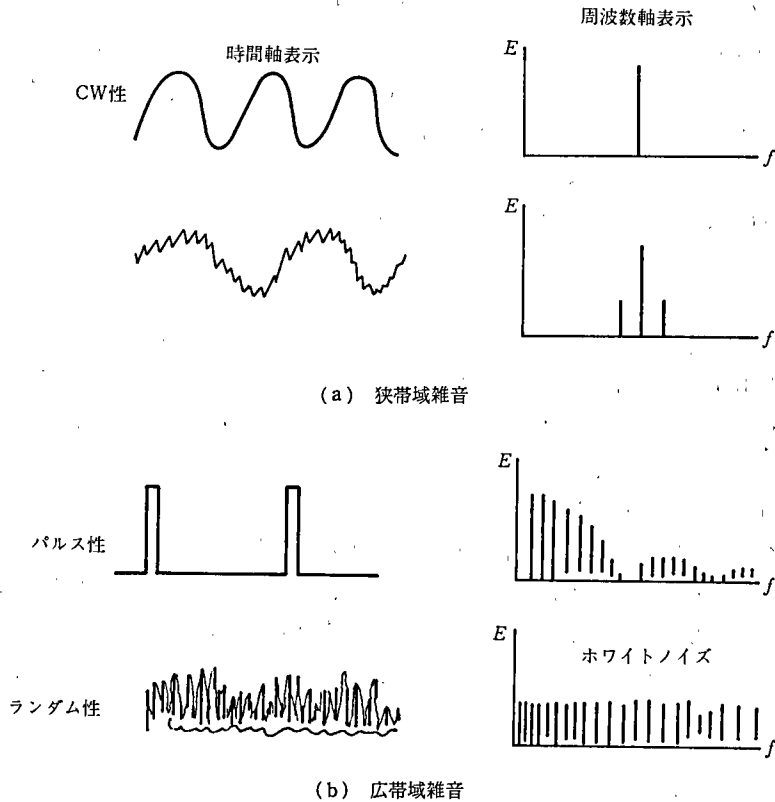 時間軸表示
周波数軸表示
CW性
E
f
E
f
(a) 狭帯域雑音
パルス性
E
f
ランダム性
E
ホワイトノイズ
f
(b) 広帯域雑音